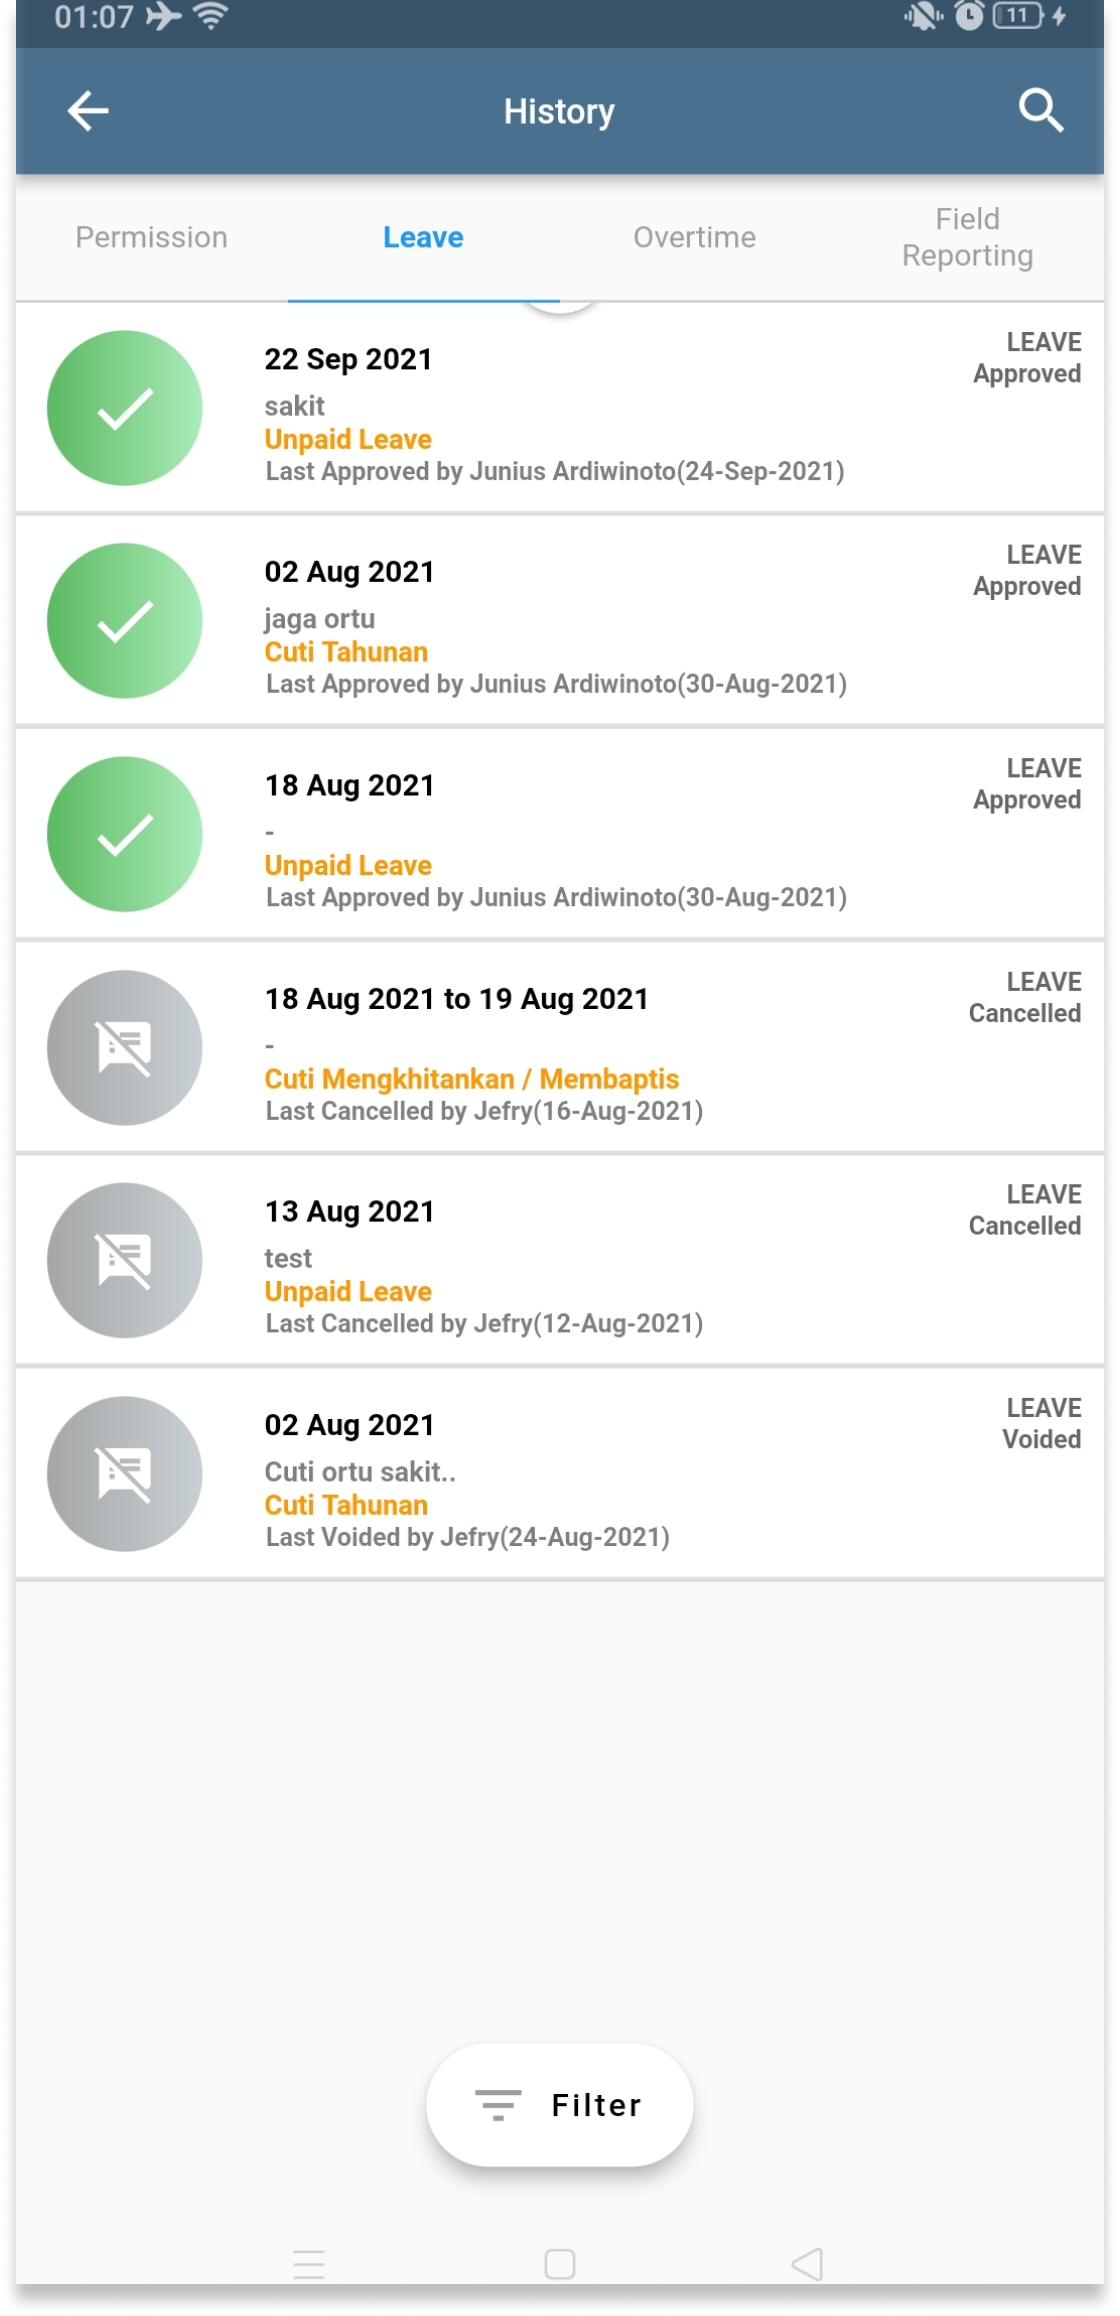 01:07
11
History
Permission
Leave
Overtime
Field
Reporting
22 Sep 2021
LEAVE
Approved
sakit
Unpaid Leave
Last Approved by Junius Ardiwinoto(24-Sep-2021)
02 Aug 2021
LEAVE
Approved
jaga ortu
Cuti Tahunan
Last Approved by Junius Ardiwinoto(30-Aug-2021)
18 Aug 2021
LEAVE
Approved
-
Unpaid Leave
Last Approved by Junius Ardiwinoto(30-Aug-2021)
18 Aug 2021 to 19 Aug 2021
LEAVE
Cancelled
-
Cuti Mengkhitankan / Membaptis
Last Cancelled by Jefry(16-Aug-2021)
13 Aug 2021
LEAVE
Cancelled
test
Unpaid Leave
Last Cancelled by Jefry(12-Aug-2021)
02 Aug 2021
LEAVE
Voided
Cuti ortu sakit..
Cuti Tahunan
Last Voided by Jefry(24-Aug-2021)
Filter